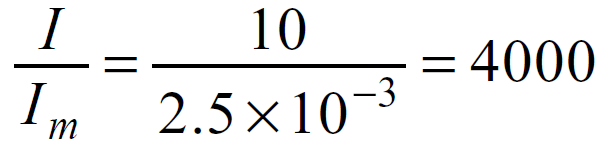 I/I_m = 10/(2.5×10^−3) = 4000